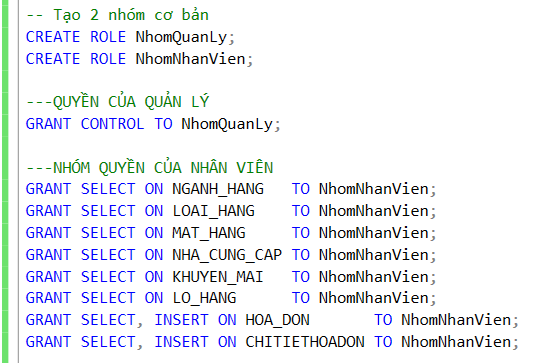 -- Tạo 2 nhóm cơ bản
CREATE ROLE NhomQuanLy;
CREATE ROLE NhomNhanVien;
---QUYỀN CỦA QUẢN LÝ
GRANT CONTROL TO NhomQuanLy;
---NHÓM QUYỀN CỦA NHÂN VIÊN
GRANT SELECT ON NGANH_HANG   TO NhomNhanVien;
GRANT SELECT ON LOAI_HANG    TO NhomNhanVien;
GRANT SELECT ON MAT_HANG     TO NhomNhanVien;
GRANT SELECT ON NHA_CUNG_CAP TO NhomNhanVien;
GRANT SELECT ON KHUYEN_MAI   TO NhomNhanVien;
GRANT SELECT ON LO_HANG      TO NhomNhanVien;
GRANT SELECT, INSERT ON HOA_DON       TO NhomNhanVien;
GRANT SELECT, INSERT ON CHITIETHOADON TO NhomNhanVien;